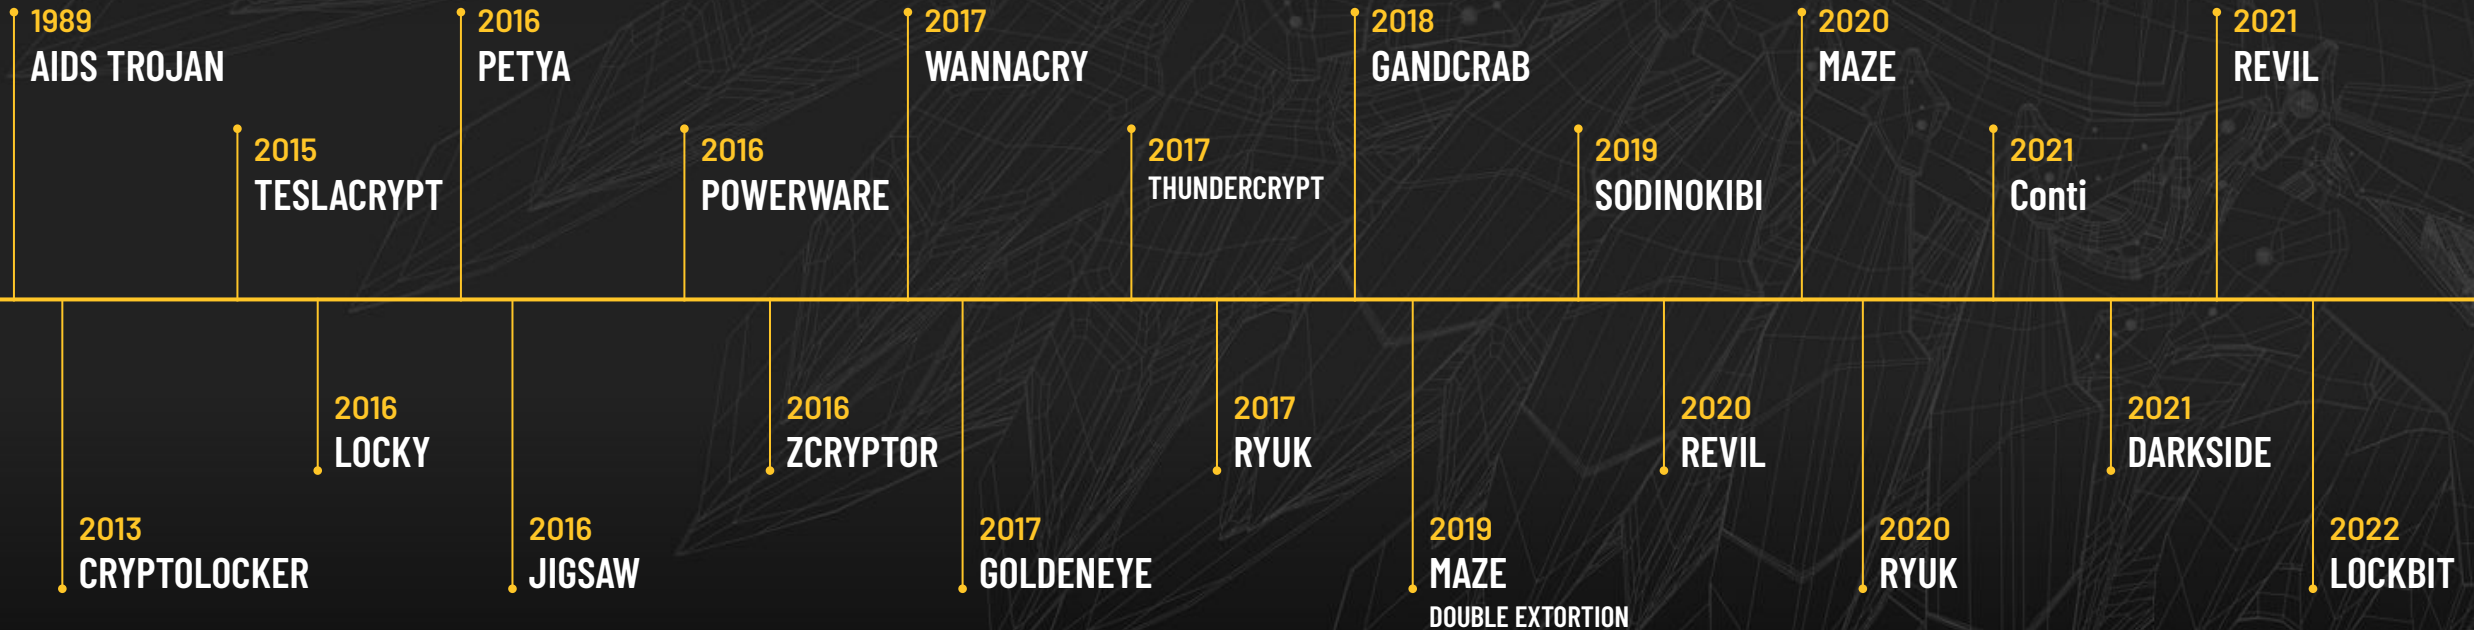 1989
AIDS TROJAN
2016
PETYA
2017
WANNACRY
2018
GANDCRAB
2020
MAZE
2021
REVIL
2015
TESLACRYPT
2016
POWERWARE
2017
THUNDERCRYPT
2019
SODINOKIBI
2021
Conti
2016
LOCKY
2016
ZCRYPTOR
2017
RYUK
2020
REVIL
2021
DARKSIDE
2013
CRYPTOLOCKER
2016
JIGSAW
2017
GOLDENEYE
2019
MAZE
DOUBLE EXTORTION
2020
RYUK
2022
LOCKBIT